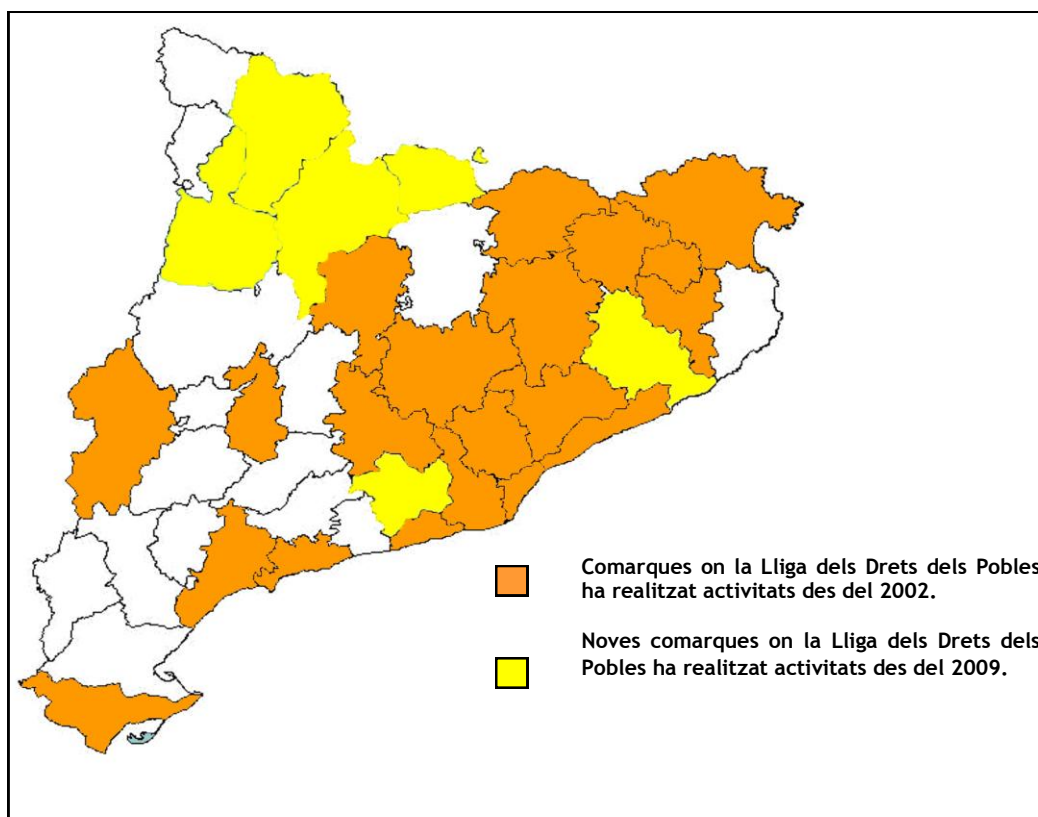 Comarques on la Lliga dels Drets dels Pobles
ha realitzat activitats des del 2002.
Noves comarques on la Lliga dels Drets dels
Pobles ha realitzat activitats des del 2009.